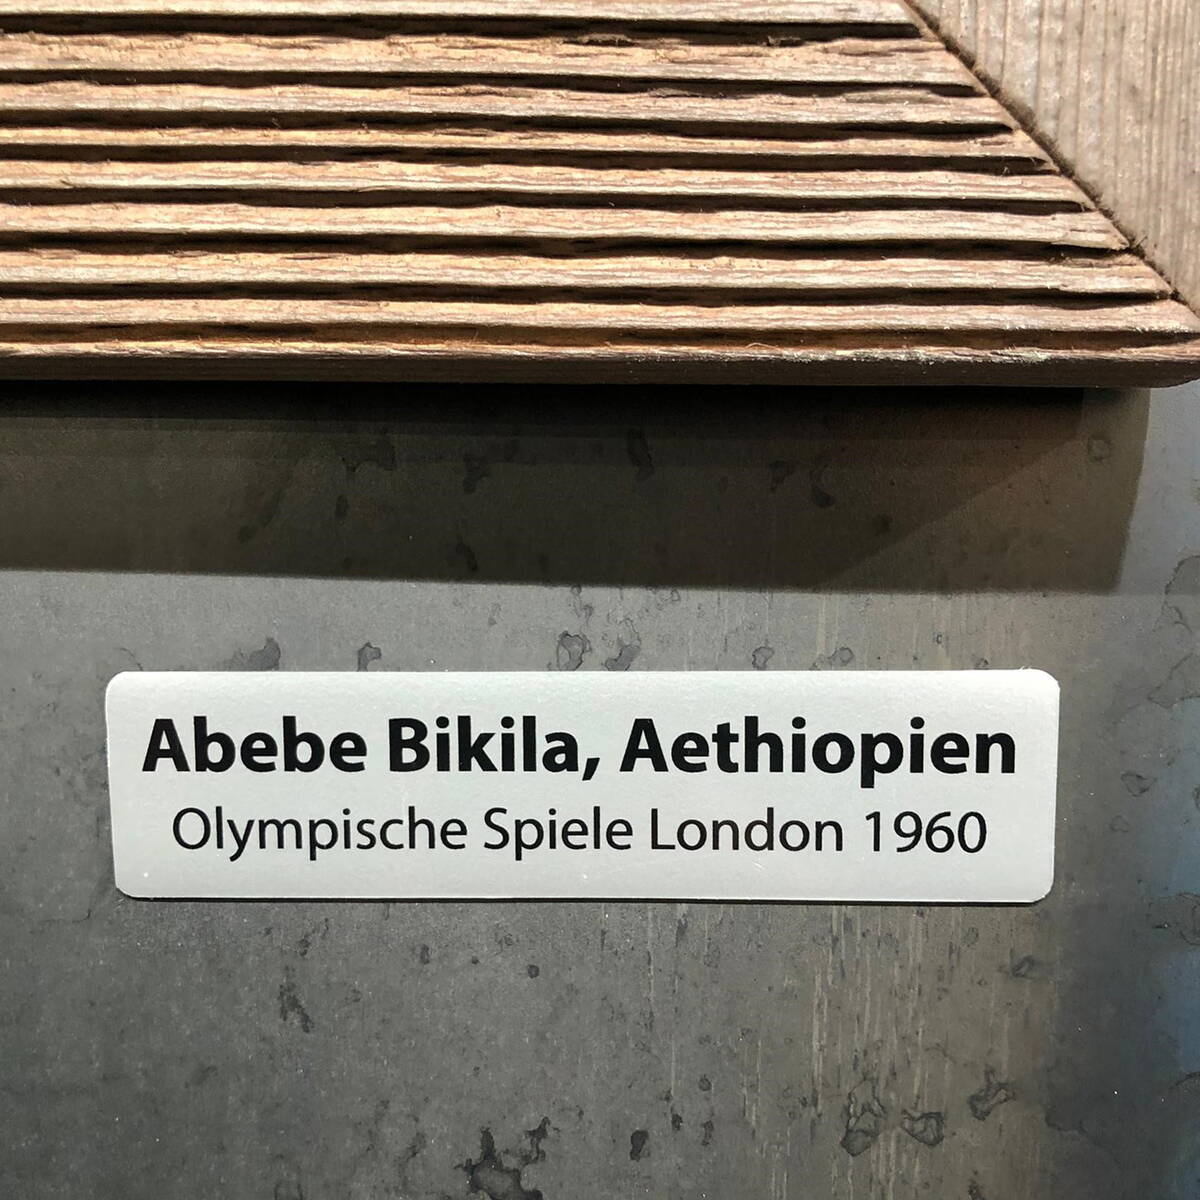 Abebe Bikila, Aethiopien
Olympische Spiele London 1960